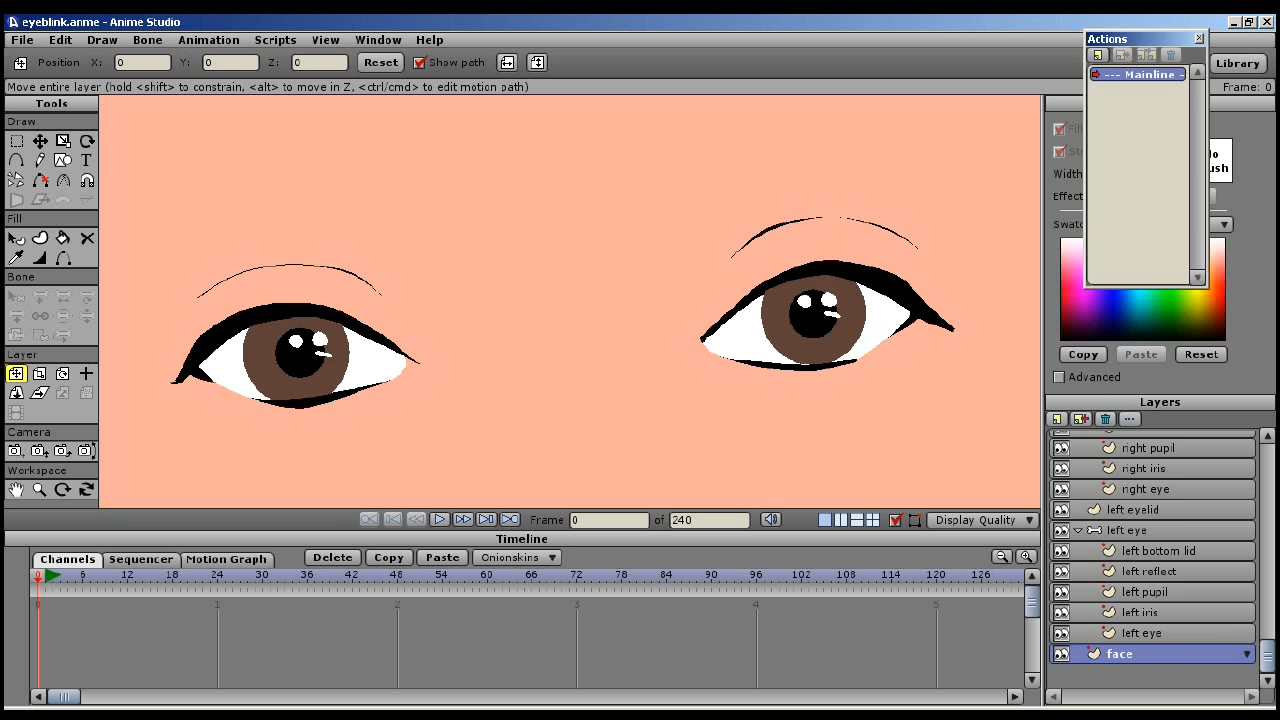 eyeblink.anme - Anime Studio
File Edit Draw Bone Animation Scripts View Window Help
Position X: 0 Y: 0 Z: 0 Reset Show path
Library
Move entire layer (hold <shift> to constrain, <alt> to move in Z, <ctrl/cmd> to edit motion path)
Frame: 0
Actions
--- Mainline -
Tools
Draw
T
Fill
Bone
Layer
Camera
Workspace
Width
Effect
Swatc
Copy Paste Reset
Advanced
Layers
right pupil
right iris
right eye
left eyelid
left eye
left bottom lid
left reflect
left pupil
left iris
left eye
face
Frame 0 of 240 Display Quality
Timeline
Channels Sequencer Motion Graph Delete Copy Paste Onionskins
0 6 12 18 24 30 36 42 48 54 60 66 72 78 84 90 96 102 108 114 120 126
0 1 2 3 4 5